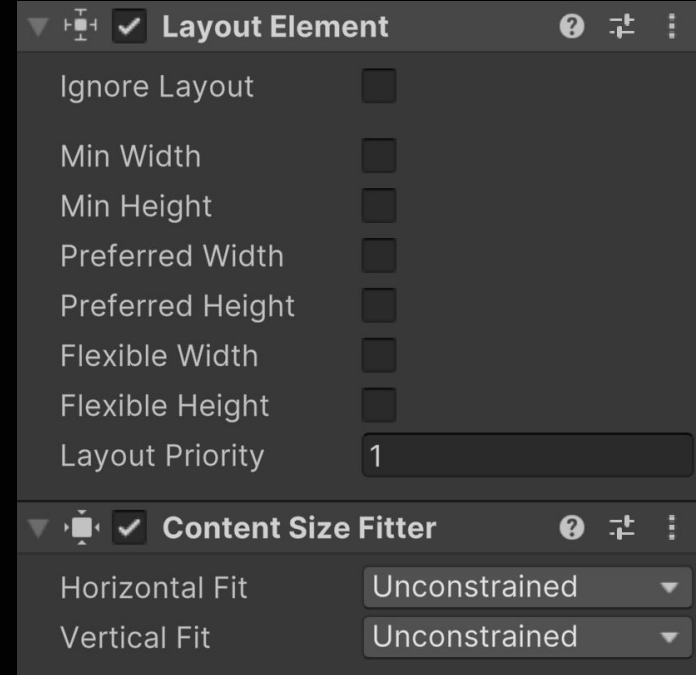 Layout Element
Ignore Layout
Min Width
Min Height
Preferred Width
Preferred Height
Flexible Width
Flexible Height
Layout Priority 1
Content Size Fitter
Horizontal Fit Unconstrained
Vertical Fit Unconstrained